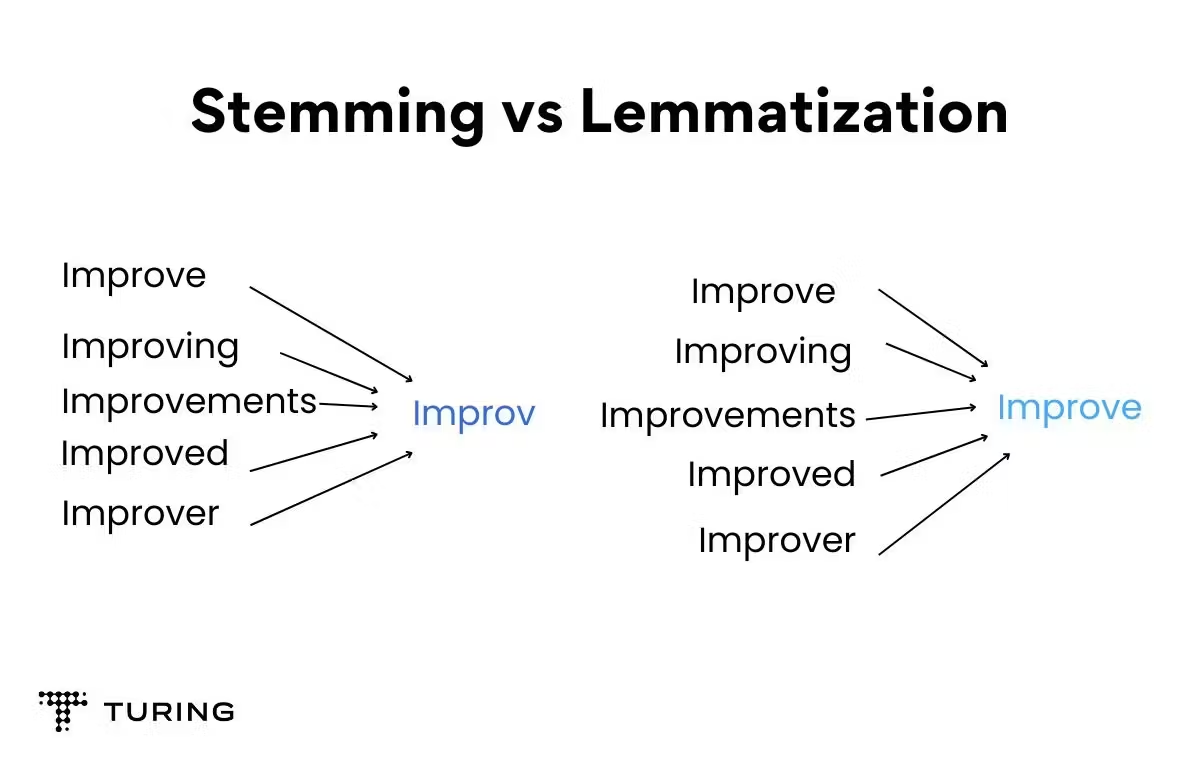 Stemming vs Lemmatization
Improve
Improving
Improvements
Improved
Improver
Improv
Improve
Improving
Improvements
Improved
Improver
Improve
TURING